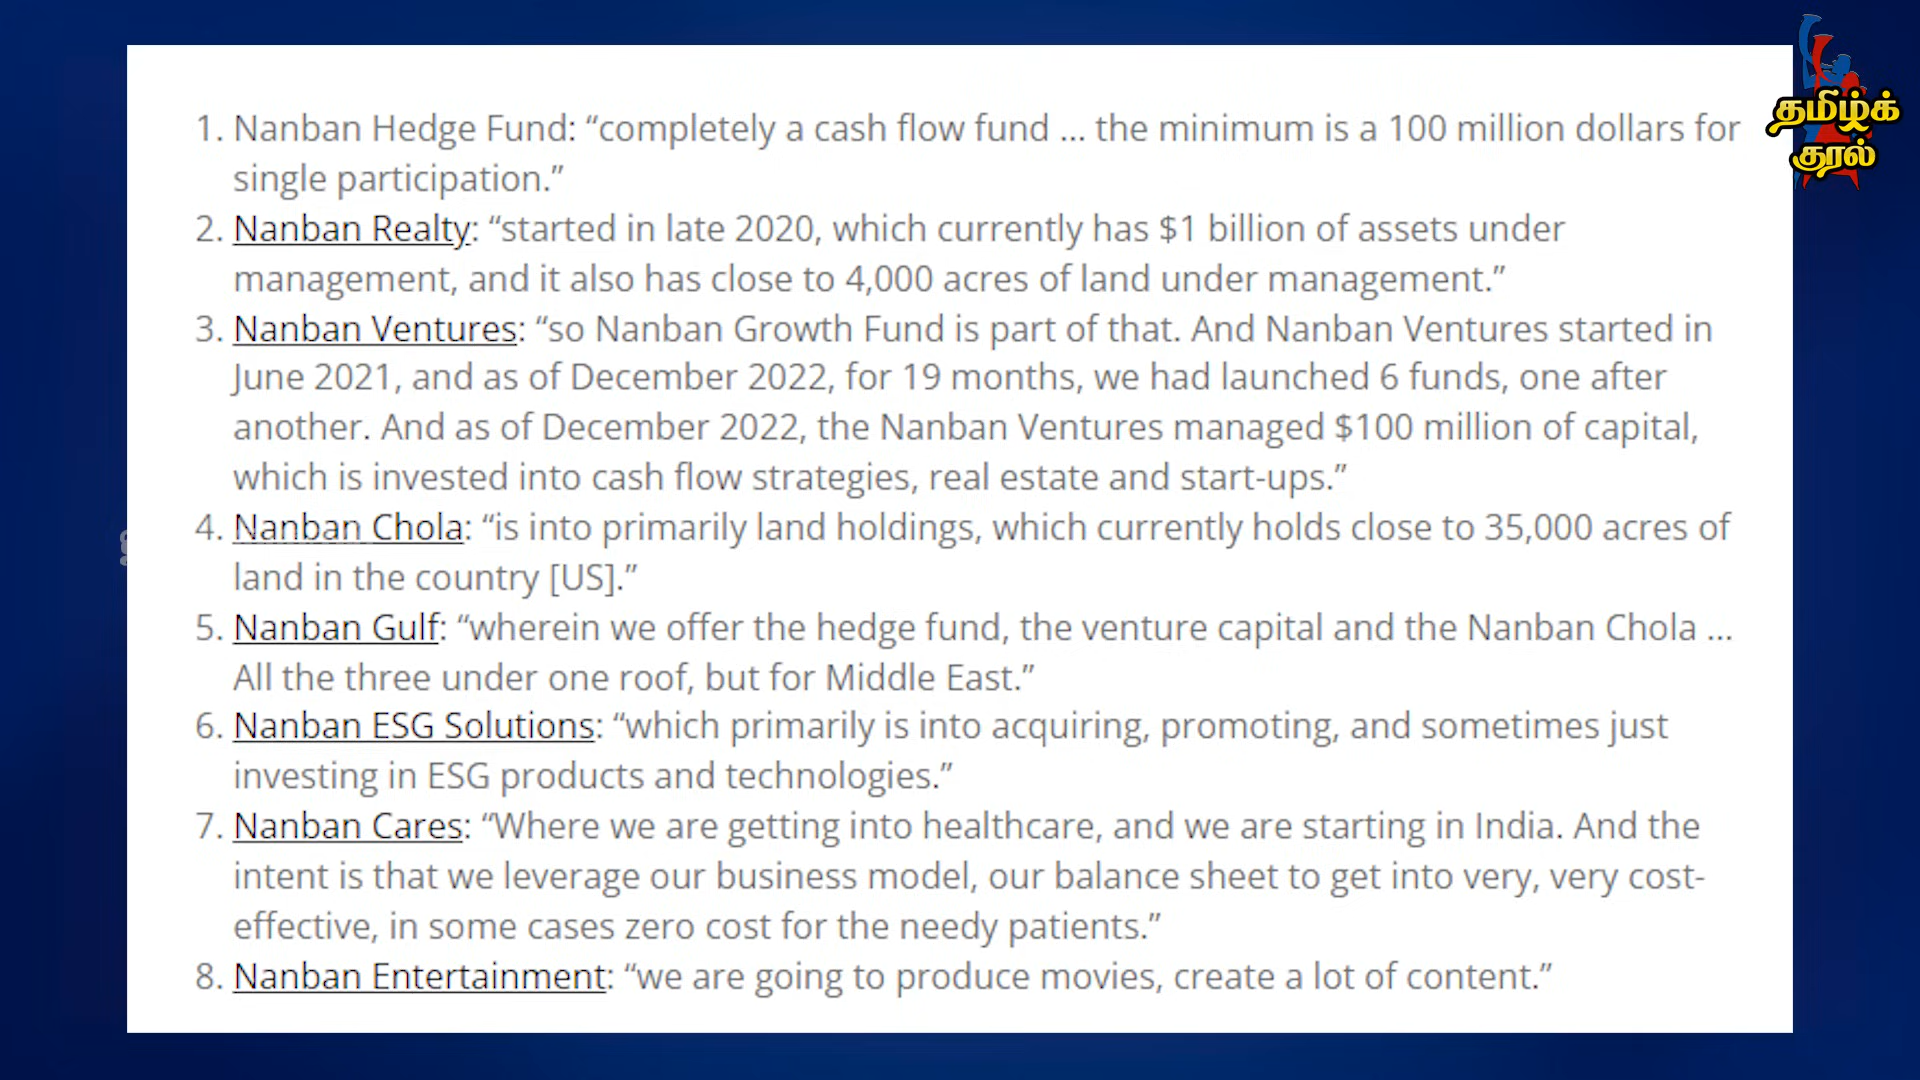 1. Nanban Hedge Fund: “completely a cash flow fund ... the minimum is a 100 million dollars for
single participation.”
2. Nanban Realty: “started in late 2020, which currently has $1 billion of assets under
management, and it also has close to 4,000 acres of land under management.”
3. Nanban Ventures: “so Nanban Growth Fund is part of that. And Nanban Ventures started in
June 2021, and as of December 2022, for 19 months, we had launched 6 funds, one after
another. And as of December 2022, the Nanban Ventures managed $100 million of capital,
which is invested into cash flow strategies, real estate and start-ups.”
4. Nanban Chola: “is into primarily land holdings, which currently holds close to 35,000 acres of
land in the country [US].”
5. Nanban Gulf: “wherein we offer the hedge fund, the venture capital and the Nanban Chola ...
All the three under one roof, but for Middle East.”
6. Nanban ESG Solutions: “which primarily is into acquiring, promoting, and sometimes just
investing in ESG products and technologies.”
7. Nanban Cares: “Where we are getting into healthcare, and we are starting in India. And the
intent is that we leverage our business model, our balance sheet to get into very, very cost-
effective, in some cases zero cost for the needy patients.”
8. Nanban Entertainment: “we are going to produce movies, create a lot of content.”
தமிழ்க்
குரல்